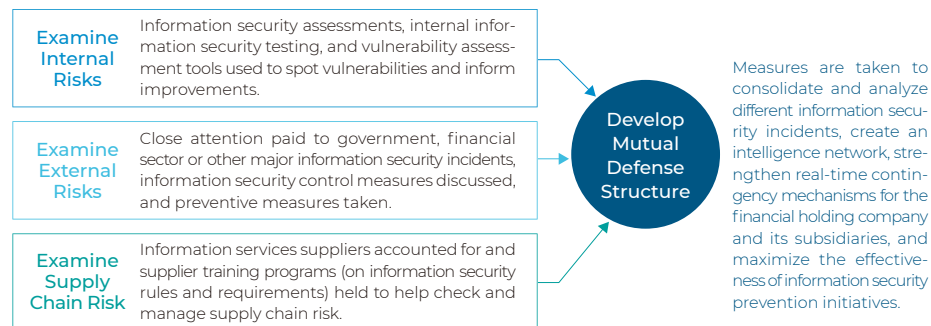 Examine
Internal
Risks
Information security assessments, internal infor-
mation security testing, and vulnerability assess-
ment tools used to spot vulnerabilities and inform
improvements.
Examine
External
Risks
Close attention paid to government, financial
sector or other major information security incidents,
information security control measures discussed,
and preventive measures taken.
Examine
Supply
Chain Risk
Information services suppliers accounted for and
supplier training programs (on information security
rules and requirements) held to help check and
manage supply chain risk.
Develop
Mutual
Defense
Structure
Measures are taken to
consolidate and analyze
different information secu-
rity incidents, create an
intelligence network, stre-
ngthen real-time contin-
gency mechanisms for the
financial holding company
and its subsidiaries, and
maximize the effective-
ness of information security
prevention initiatives.